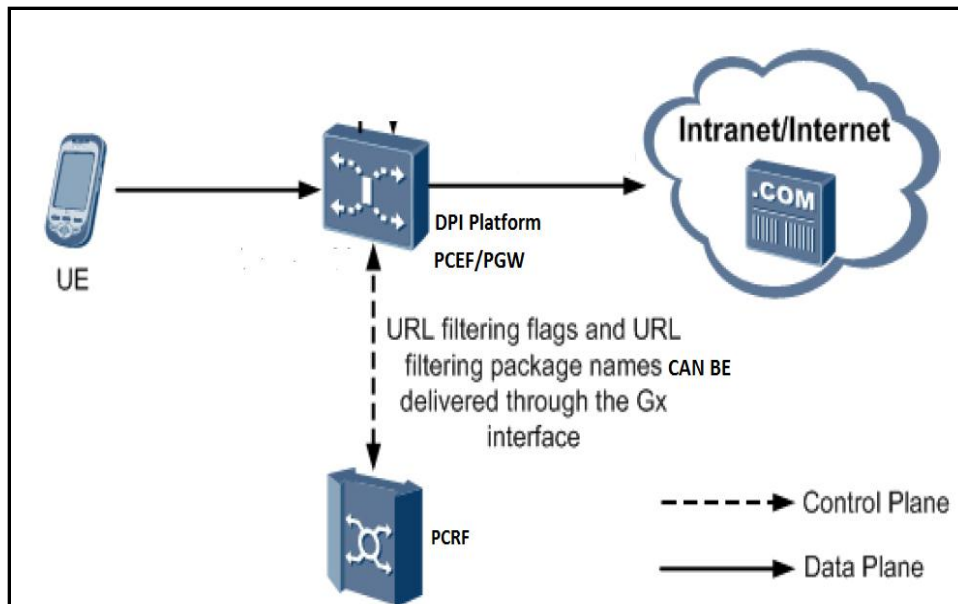 Intranet/Internet
.COM
UE
DPI Platform
PCEF/PGW
URL filtering flags and URL
filtering package names CAN BE
delivered through the Gx
interface
PCRF
Control Plane
Data Plane